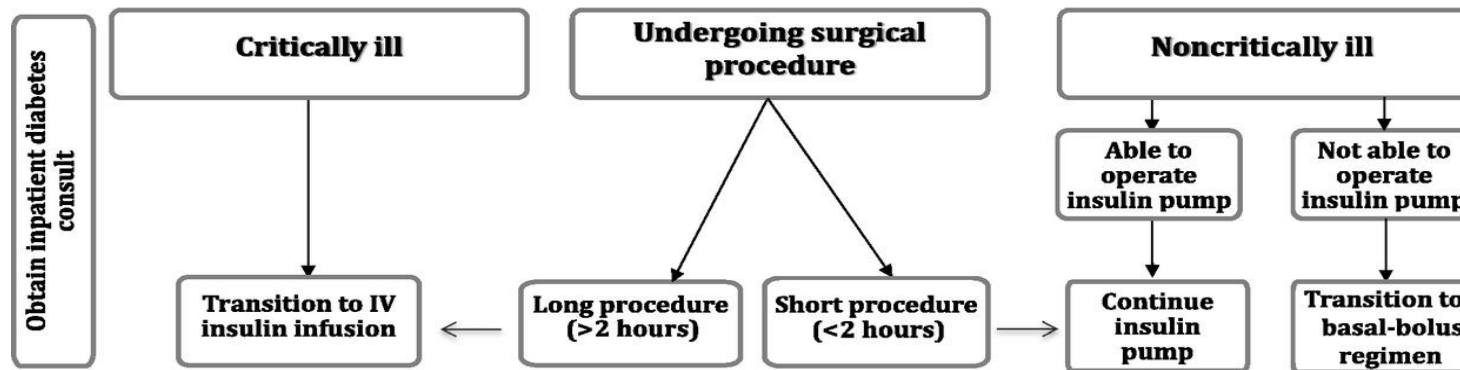 Obtain inpatient diabetes
consult
Critically ill
Undergoing surgical
procedure
Noncritically ill
Able to
operate
insulin pump
Not able to
operate
insulin pump
Transition to IV
insulin infusion
Long procedure
(>2 hours)
Short procedure
(<2 hours)
Continue
insulin
pump
Transition to
basal-bolus
regimen